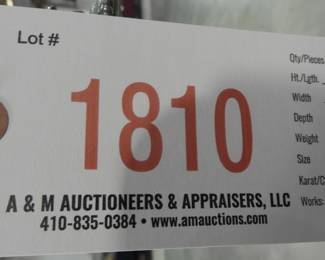 Lot #
1810
Qty/Pieces
Ht./Lgth.
Width
Depth
Weight
Size
Karat/C
Works:
A & M AUCTIONEERS & APPRAISERS, LLC
410-835-0384 • www.amauctions.com